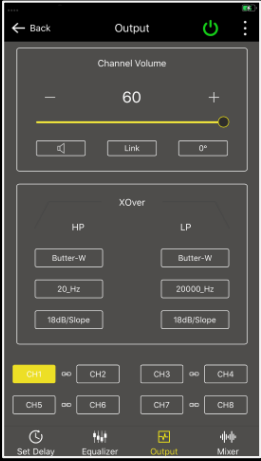 Back Output
Channel Volume
60
Link 0°
XOver
HP LP
Butter-W Butter-W
20_Hz 20000_Hz
18dB/Slope 18dB/Slope
CH1 CH2 CH3 CH4
CH5 CH6 CH7 CH8
Set Delay Equalizer Output Mixer